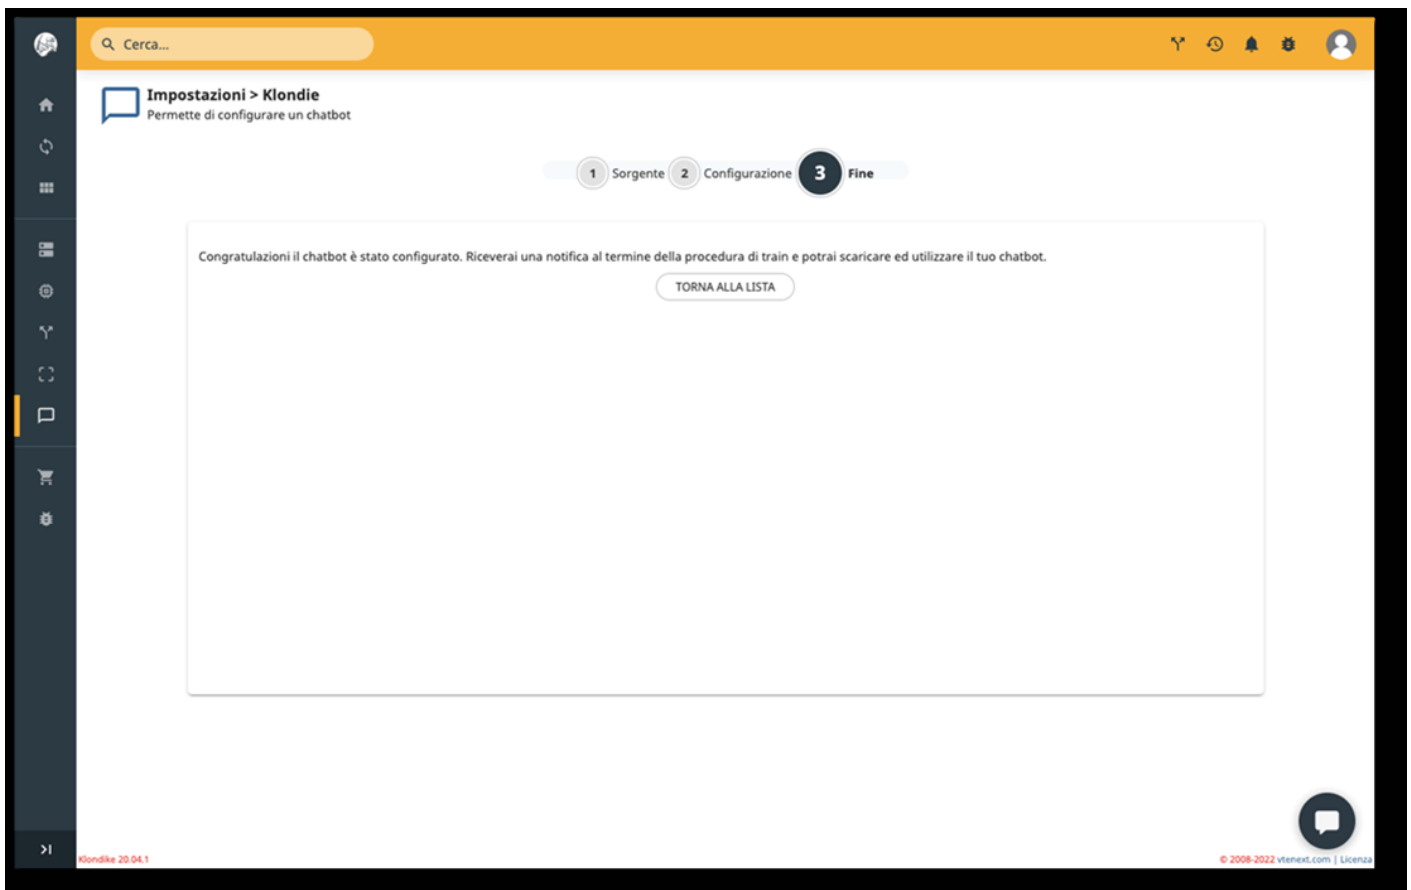 Cerca...
Impostazioni > Klondie
Permette di configurare un chatbot
1 Sorgente 2 Configurazione 3 Fine
Congratulazioni il chatbot è stato configurato. Riceverai una notifica al termine della procedura di train e potrai scaricare ed utilizzare il tuo chatbot.
TORNA ALLA LISTA
Klondike 20.04.1
© 2008-2022 vtenext.com | Licenza